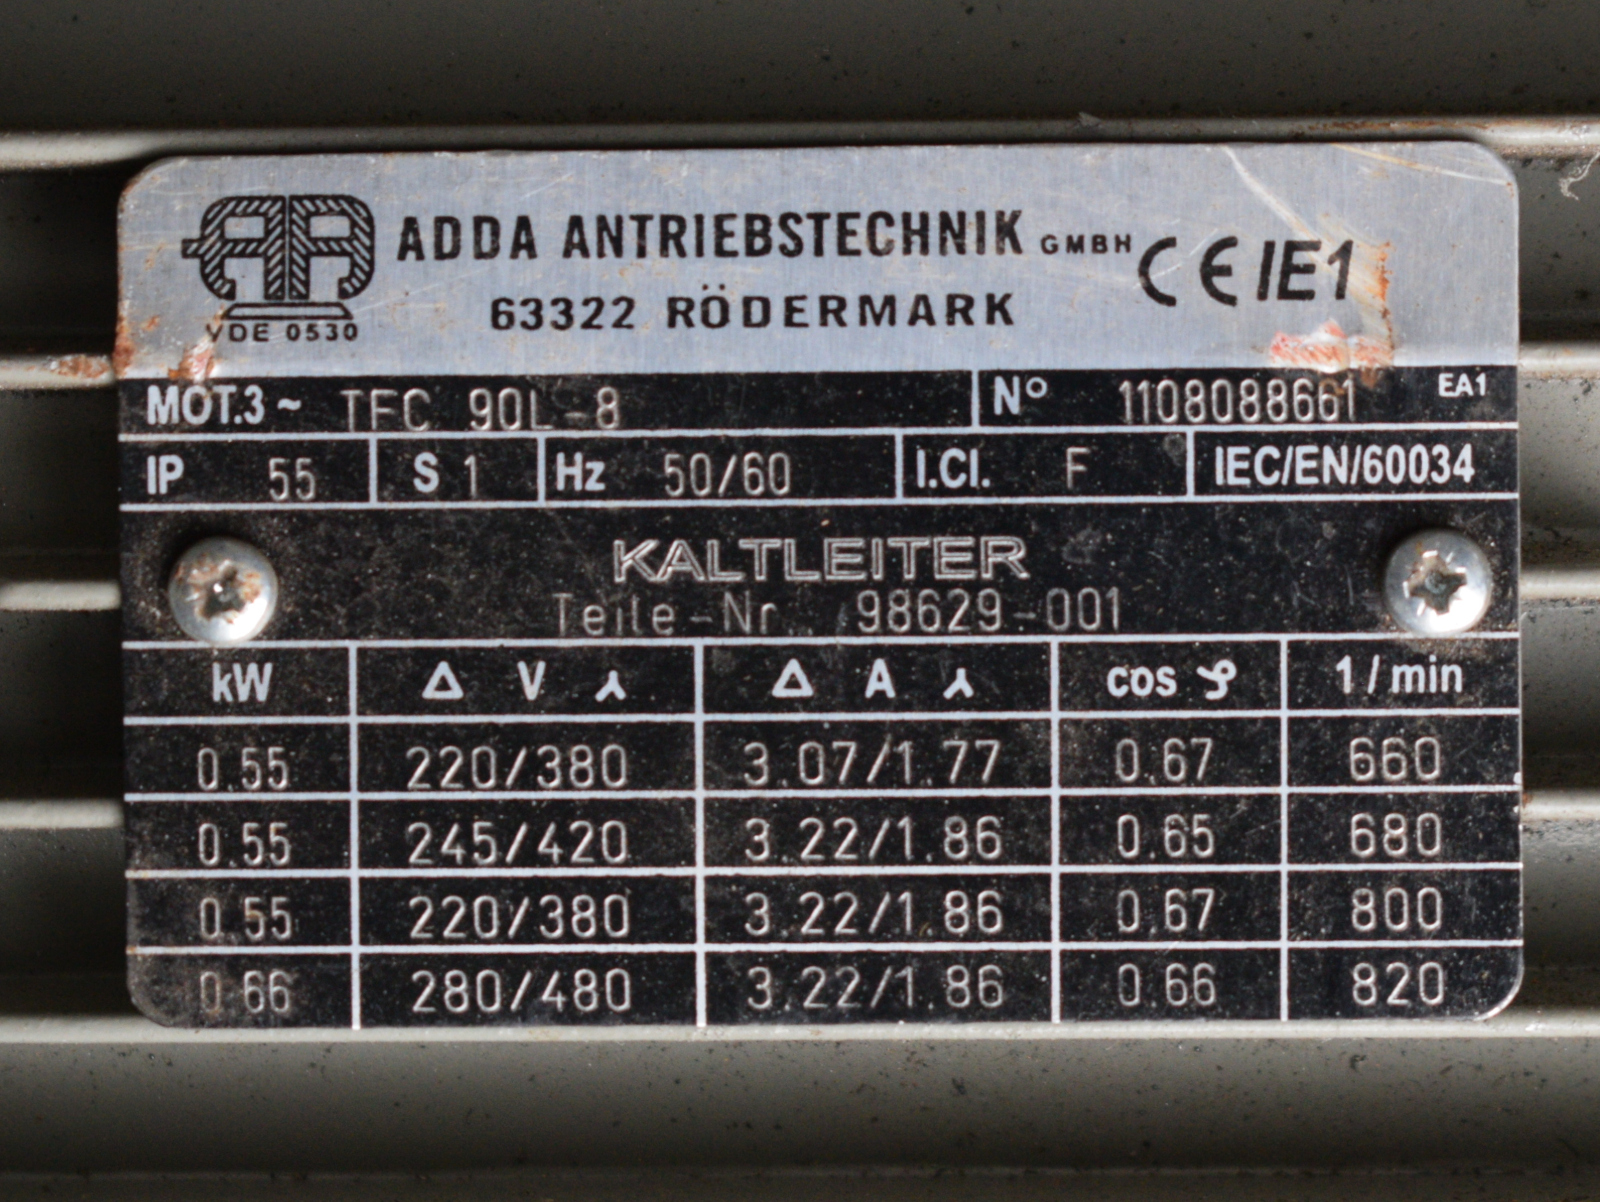 ADDA ANTRIEBSTECHNIK GMBH CE IE1
63322 RÖDERMARK
VDE 0530
MOT.3~ TFC 90L-8 Nº 1108088661 EA1
IP 55 S 1 Hz 50/60 I.Cl. F IEC/EN/60034
KALTLEITER
Teile-Nr. 98629-001
kW Δ V ⅄ Δ A ⅄ cos φ 1/min
0.55 220/380 3.07/1.77 0.67 660
0.55 245/420 3.22/1.86 0.65 680
0.55 220/380 3.22/1.86 0.67 800
0.66 280/480 3.22/1.86 0.66 820